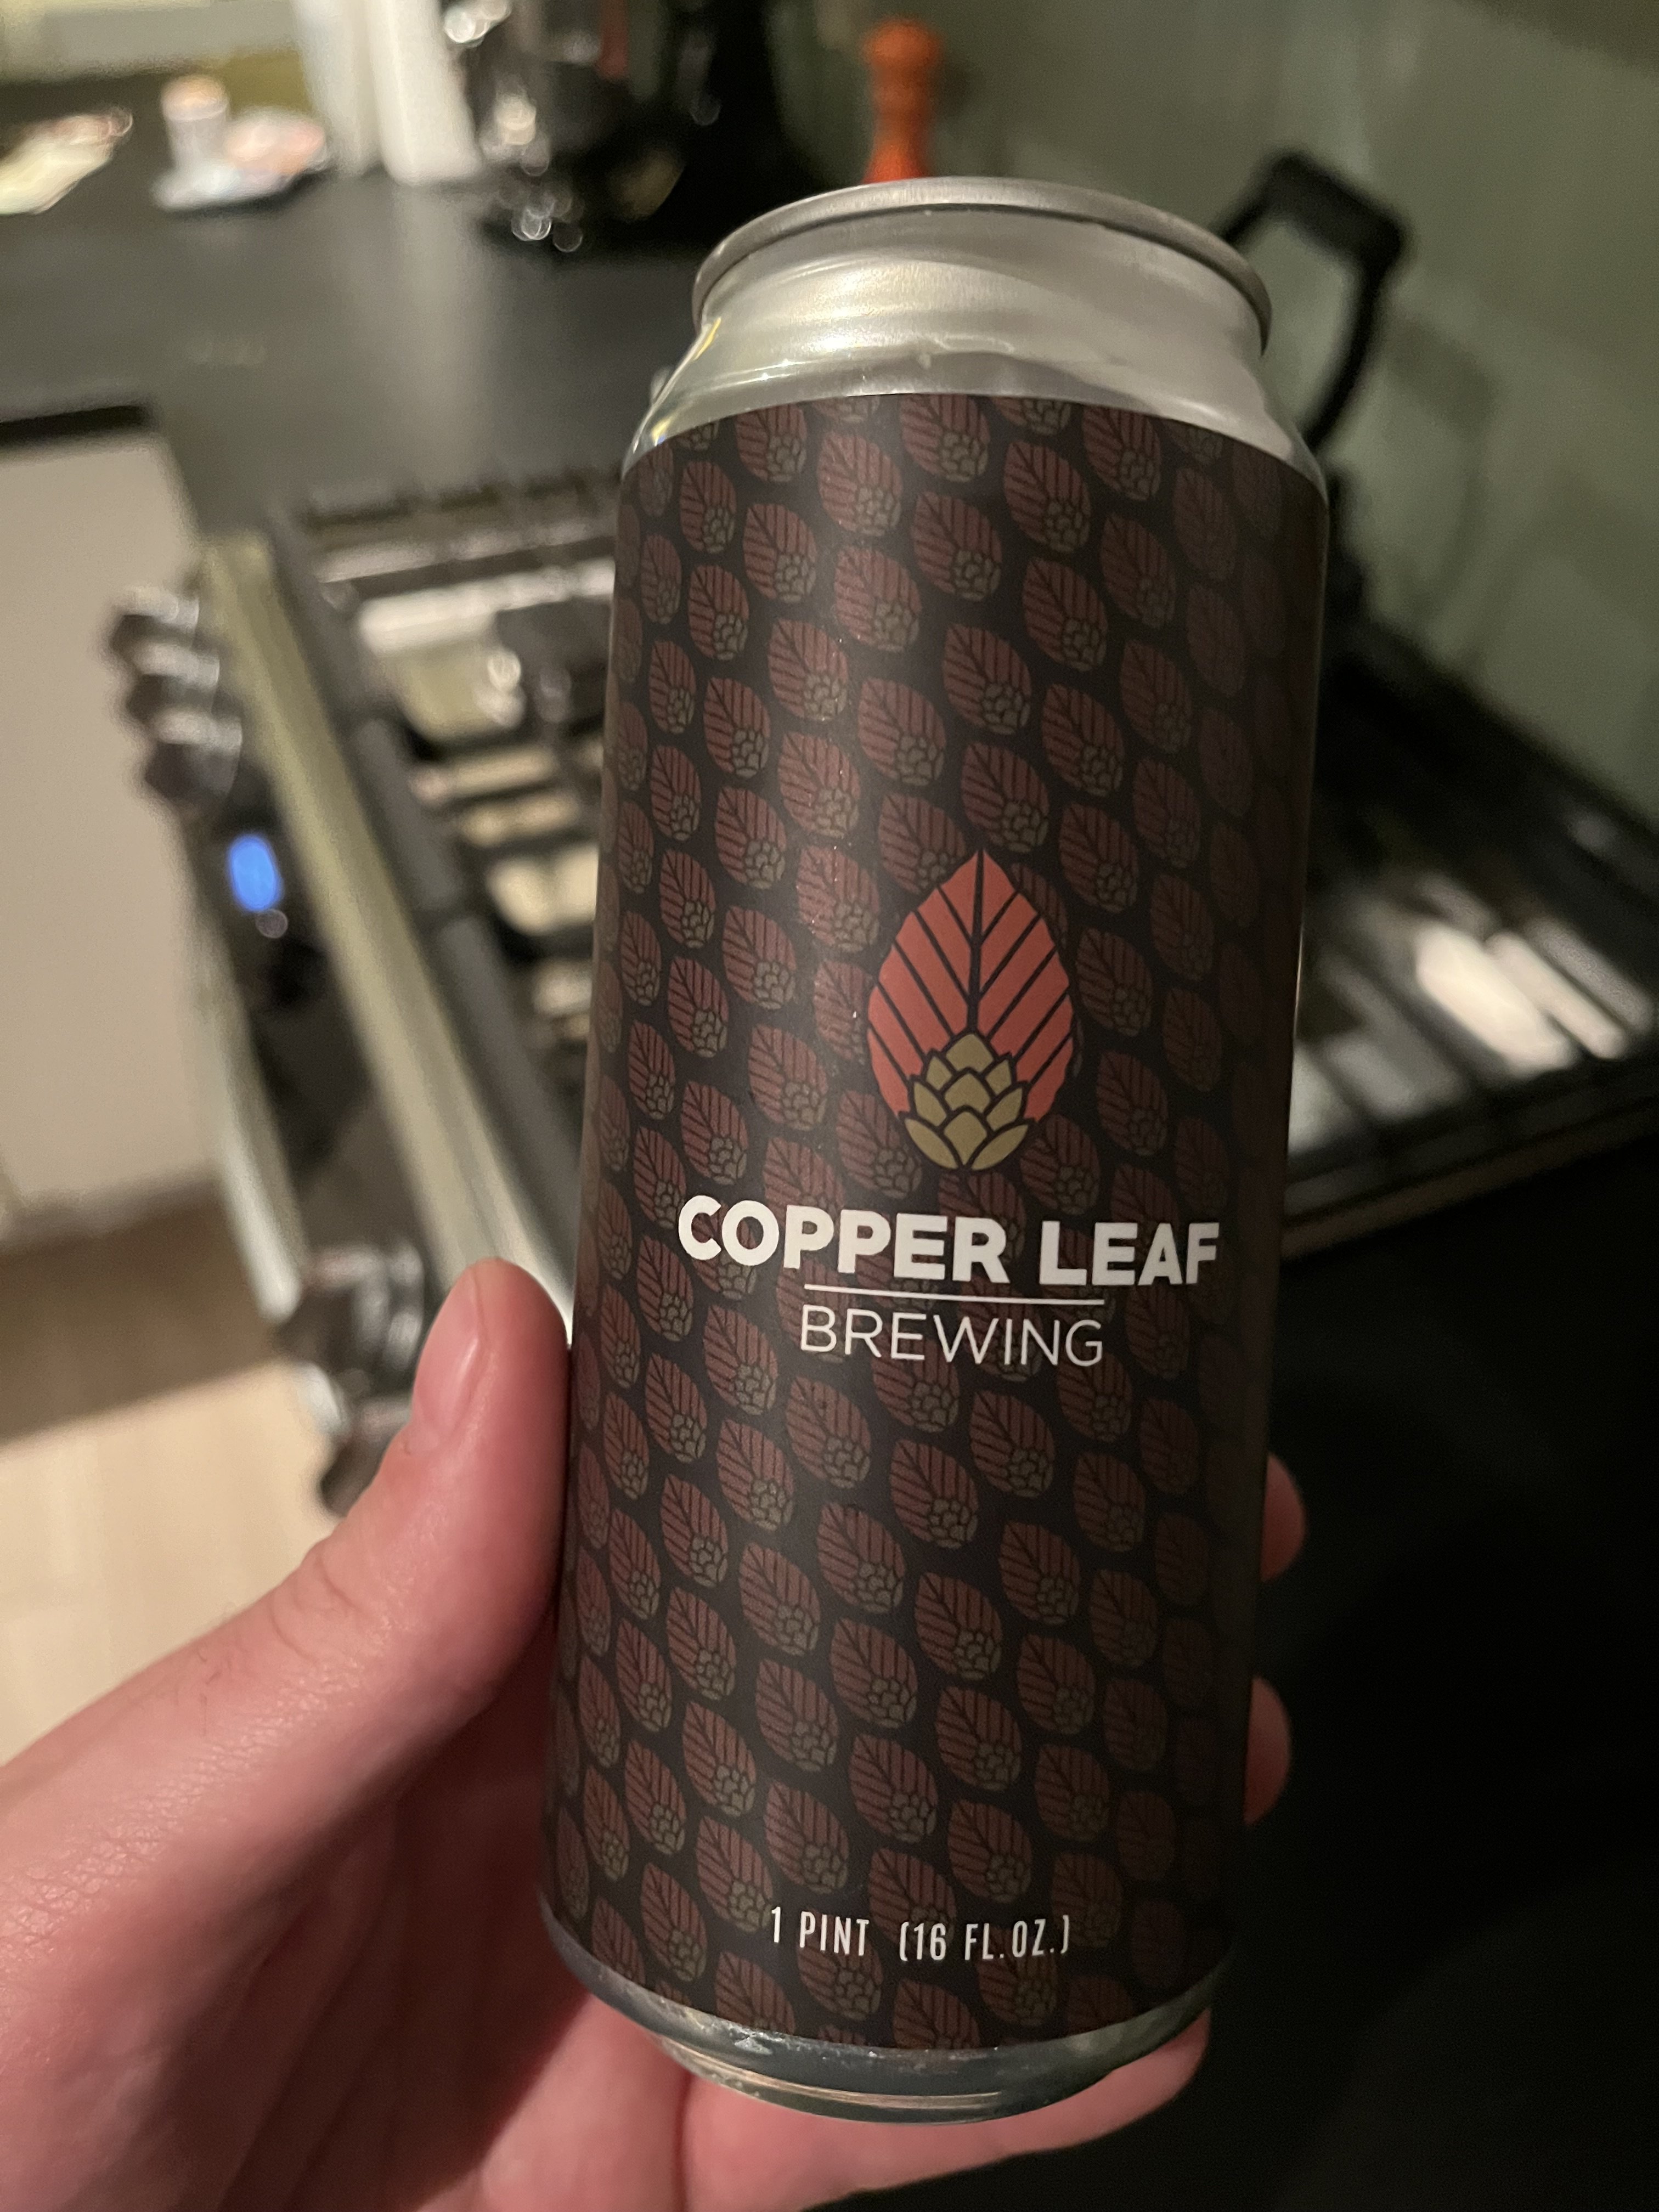 COPPER LEAF
BREWING
1 PINT (16 FL.OZ.)